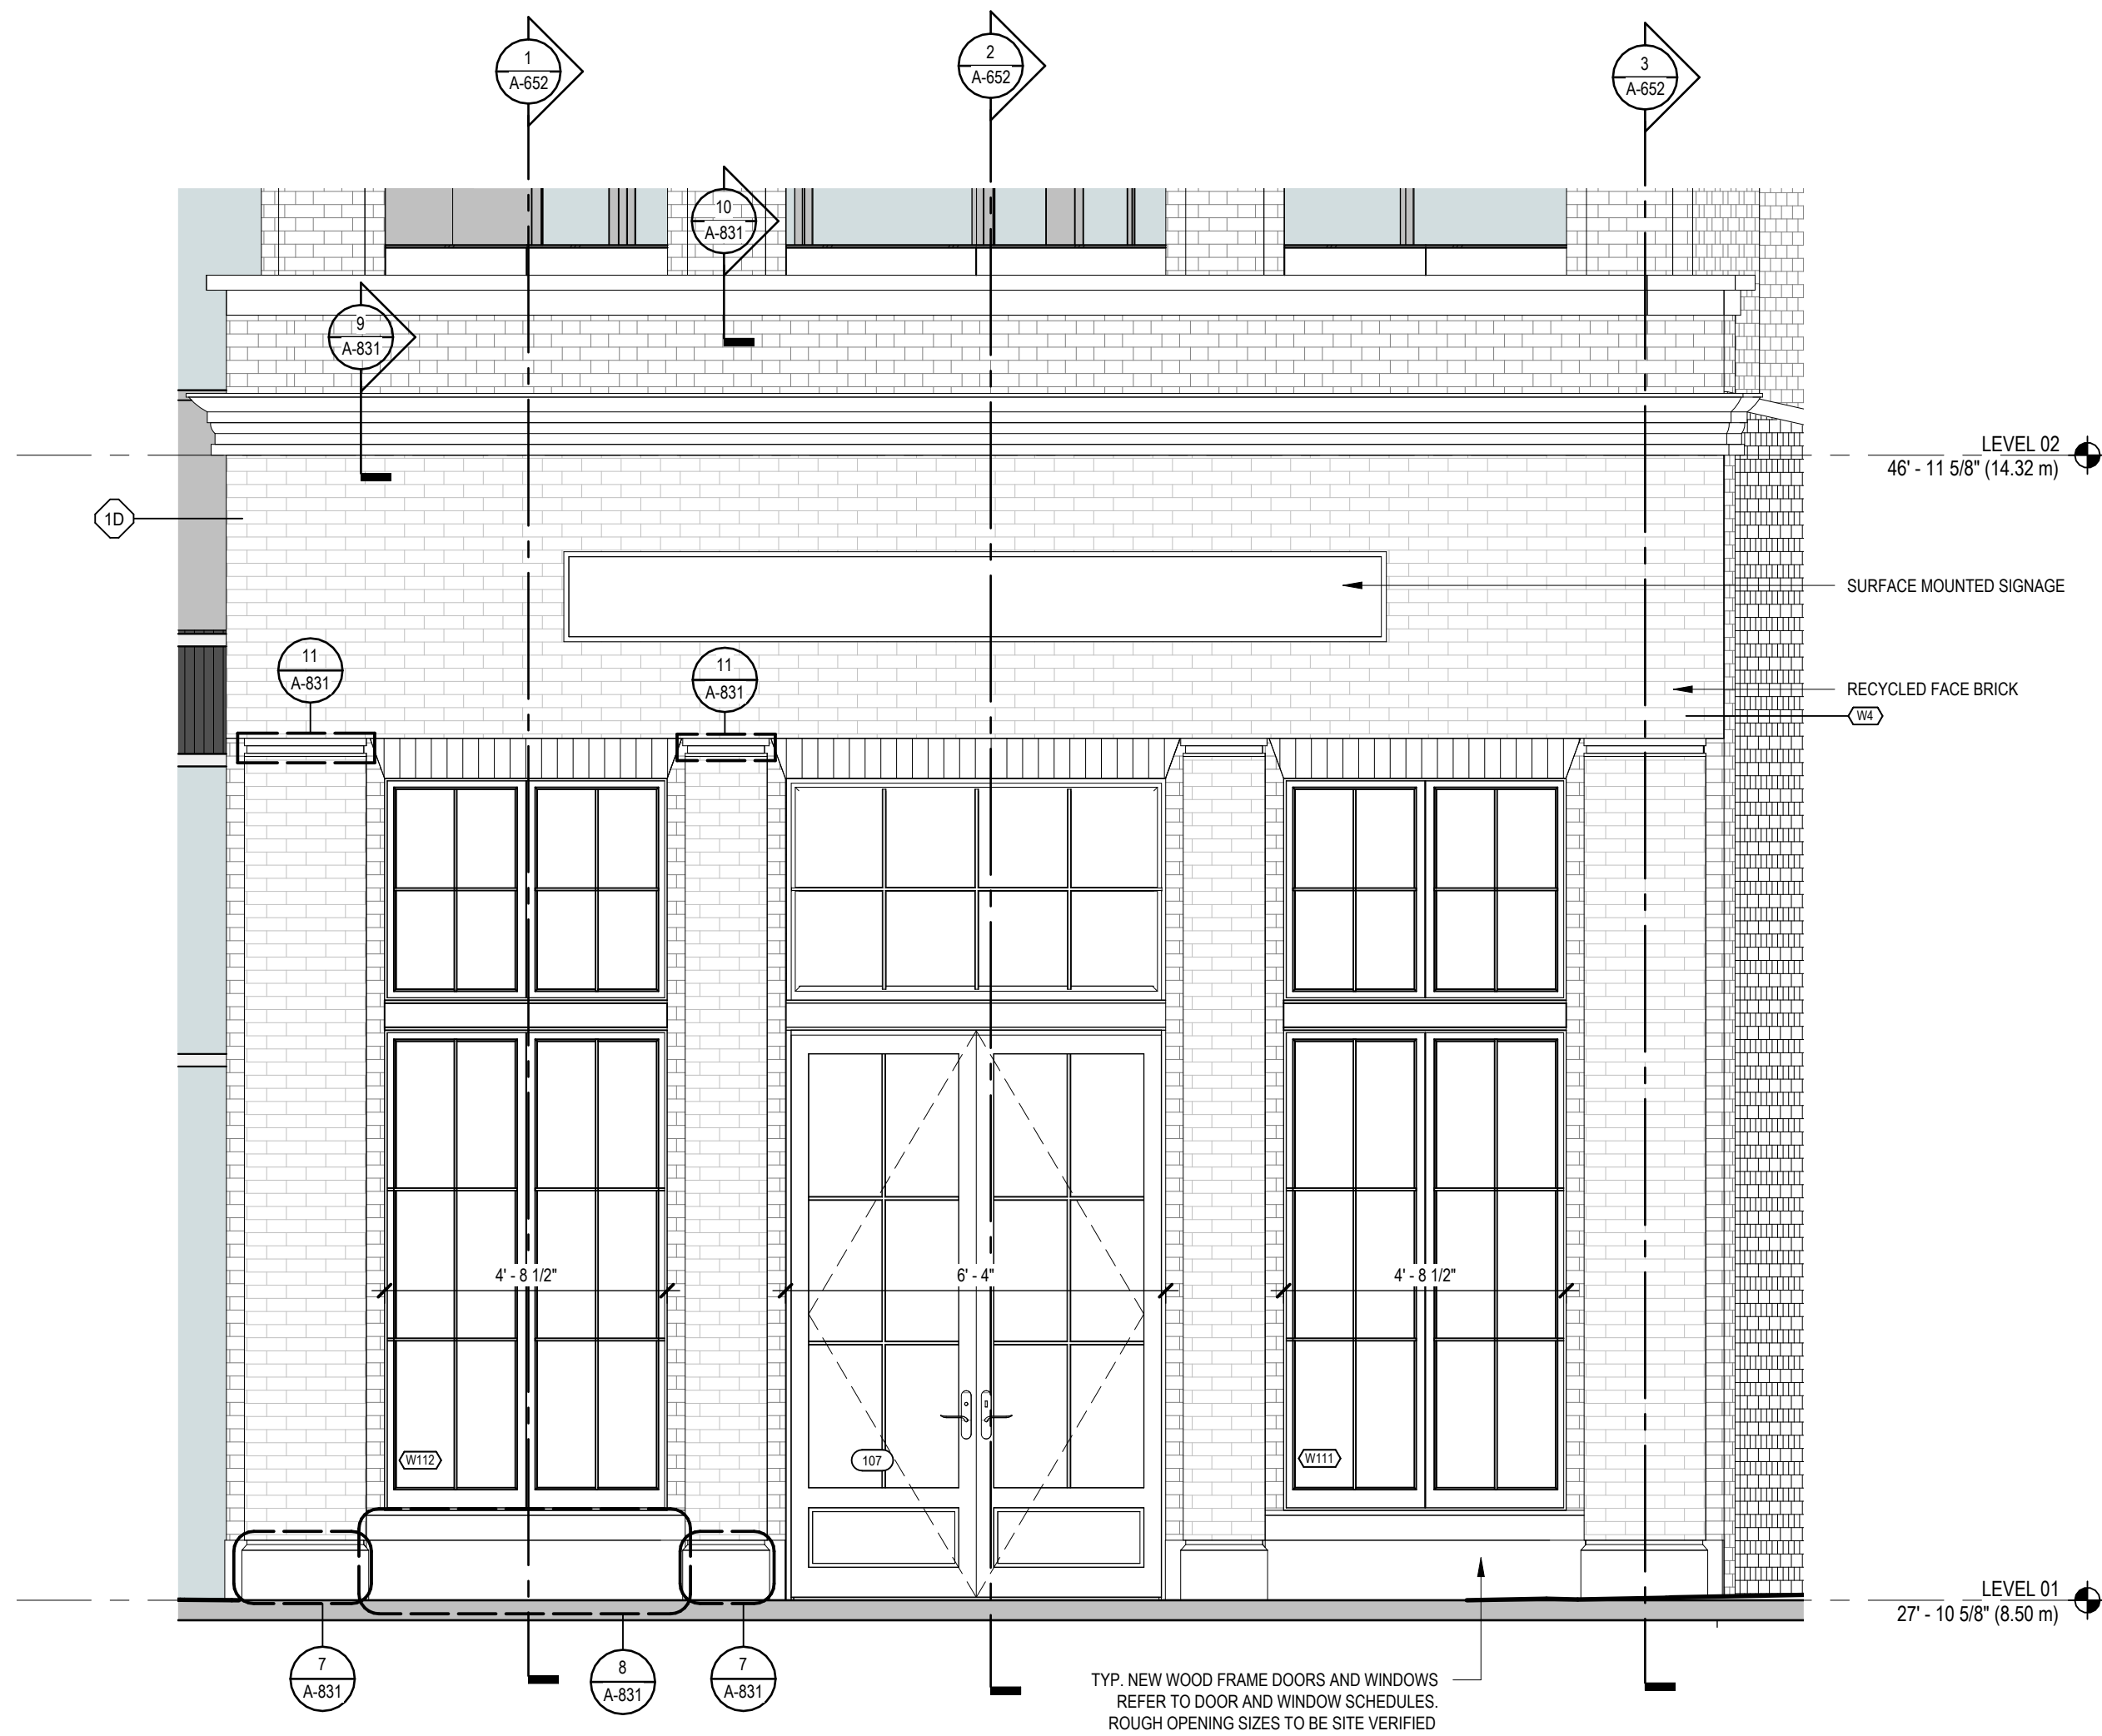 1
A-652
2
A-652
3
A-652
10
A-831
9
A-831
LEVEL 02
46' - 11 5/8" (14.32 m)
1D
SURFACE MOUNTED SIGNAGE
11
A-831
11
A-831
RECYCLED FACE BRICK
W4
4' - 8 1/2"
6' - 4"
4' - 8 1/2"
W112
107
W111
LEVEL 01
27' - 10 5/8" (8.50 m)
7
A-831
8
A-831
7
A-831
TYP. NEW WOOD FRAME DOORS AND WINDOWS
REFER TO DOOR AND WINDOW SCHEDULES.
ROUGH OPENING SIZES TO BE SITE VERIFIED